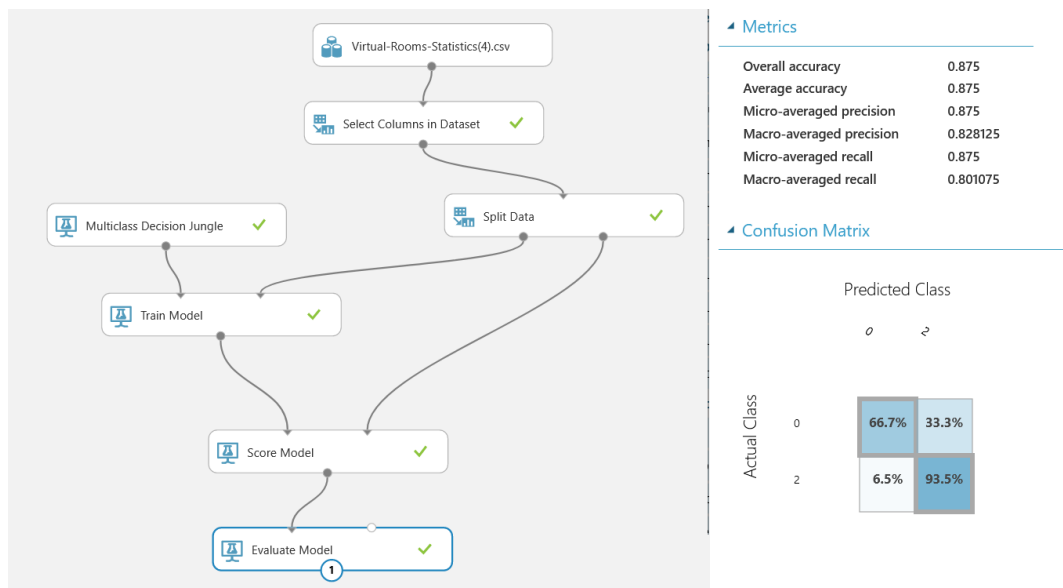 Virtual-Rooms-Statistics(4).csv
Select Columns in Dataset
Split Data
Multiclass Decision Jungle
Train Model
Score Model
Evaluate Model
1
Metrics
Overall accuracy 0.875
Average accuracy 0.875
Micro-averaged precision 0.875
Macro-averaged precision 0.828125
Micro-averaged recall 0.875
Macro-averaged recall 0.801075
Confusion Matrix
Predicted Class
0 2
Actual Class
0 66.7% 33.3%
2 6.5% 93.5%